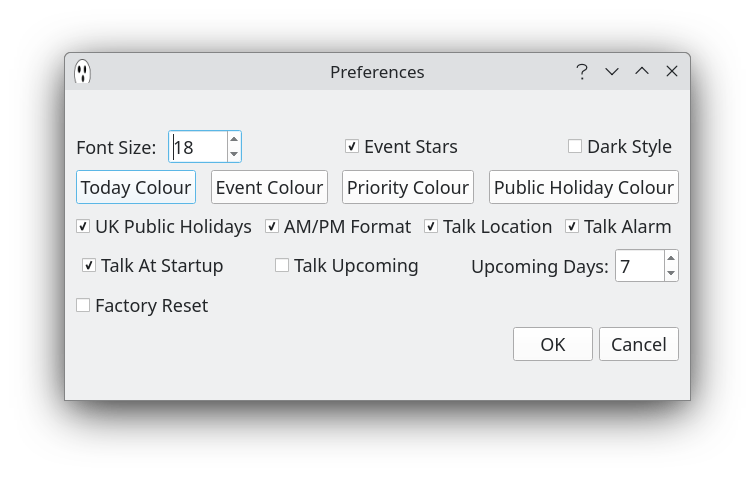 Preferences
Font Size: 18 Event Stars Dark Style
Today Colour Event Colour Priority Colour Public Holiday Colour
UK Public Holidays AM/PM Format Talk Location Talk Alarm
Talk At Startup Talk Upcoming Upcoming Days: 7
Factory Reset
OK Cancel